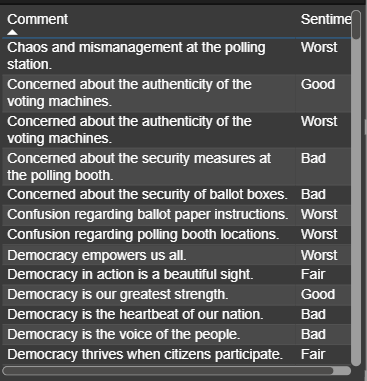 Comment Sentime
Chaos and mismanagement at the polling Worst
station.
Concerned about the authenticity of the Good
voting machines.
Concerned about the authenticity of the Worst
voting machines.
Concerned about the security measures at Bad
the polling booth.
Concerned about the security of ballot boxes. Bad
Confusion regarding ballot paper instructions. Worst
Confusion regarding polling booth locations. Worst
Democracy empowers us all. Worst
Democracy in action is a beautiful sight. Fair
Democracy is our greatest strength. Good
Democracy is the heartbeat of our nation. Bad
Democracy is the voice of the people. Bad
Democracy thrives when citizens participate. Fair